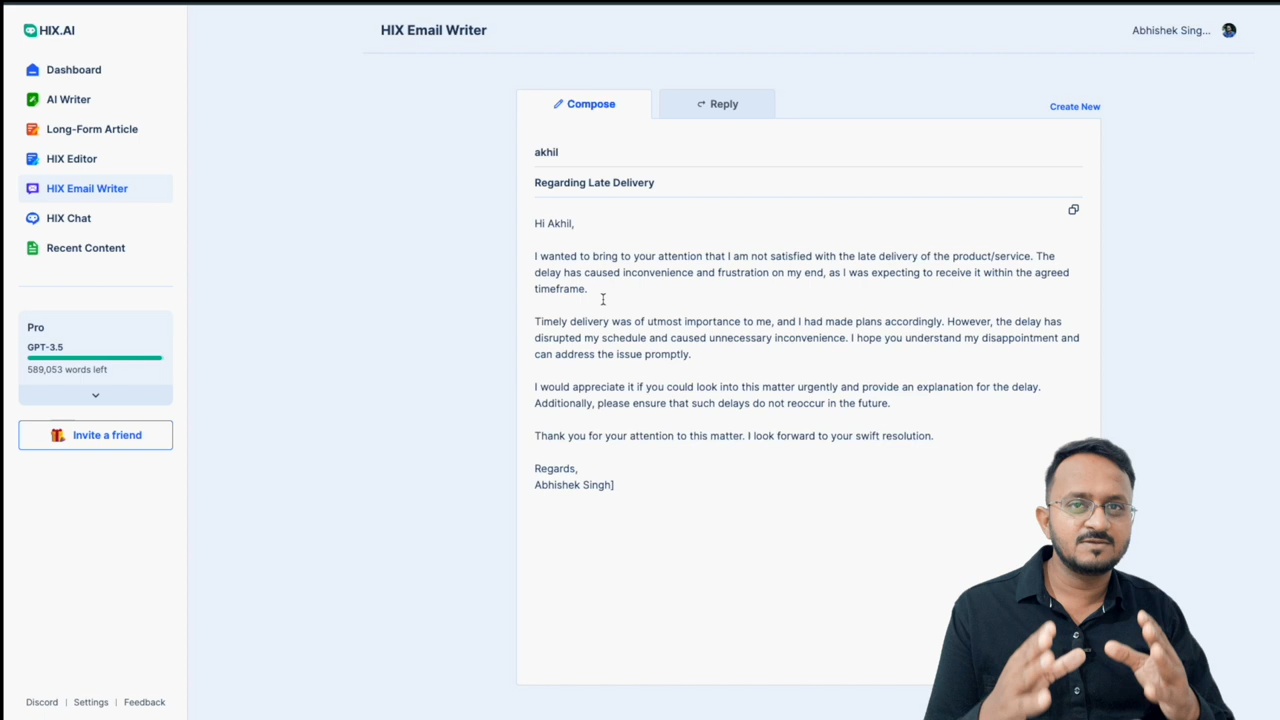 HIX.AI
Dashboard
AI Writer
Long-Form Article
HIX Editor
HIX Email Writer
HIX Chat
Recent Content
Pro
GPT-3.5
589,053 words left
Invite a friend
Discord | Settings | Feedback
HIX Email Writer
Abhishek Sing...
Compose
Reply
Create New
akhil
Regarding Late Delivery
Hi Akhil,
I wanted to bring to your attention that I am not satisfied with the late delivery of the product/service. The
delay has caused inconvenience and frustration on my end, as I was expecting to receive it within the agreed
timeframe.
Timely delivery was of utmost importance to me, and I had made plans accordingly. However, the delay has
disrupted my schedule and caused unnecessary inconvenience. I hope you understand my disappointment and
can address the issue promptly.
I would appreciate it if you could look into this matter urgently and provide an explanation for the delay.
Additionally, please ensure that such delays do not reoccur in the future.
Thank you for your attention to this matter. I look forward to your swift resolution.
Regards,
Abhishek Singh]